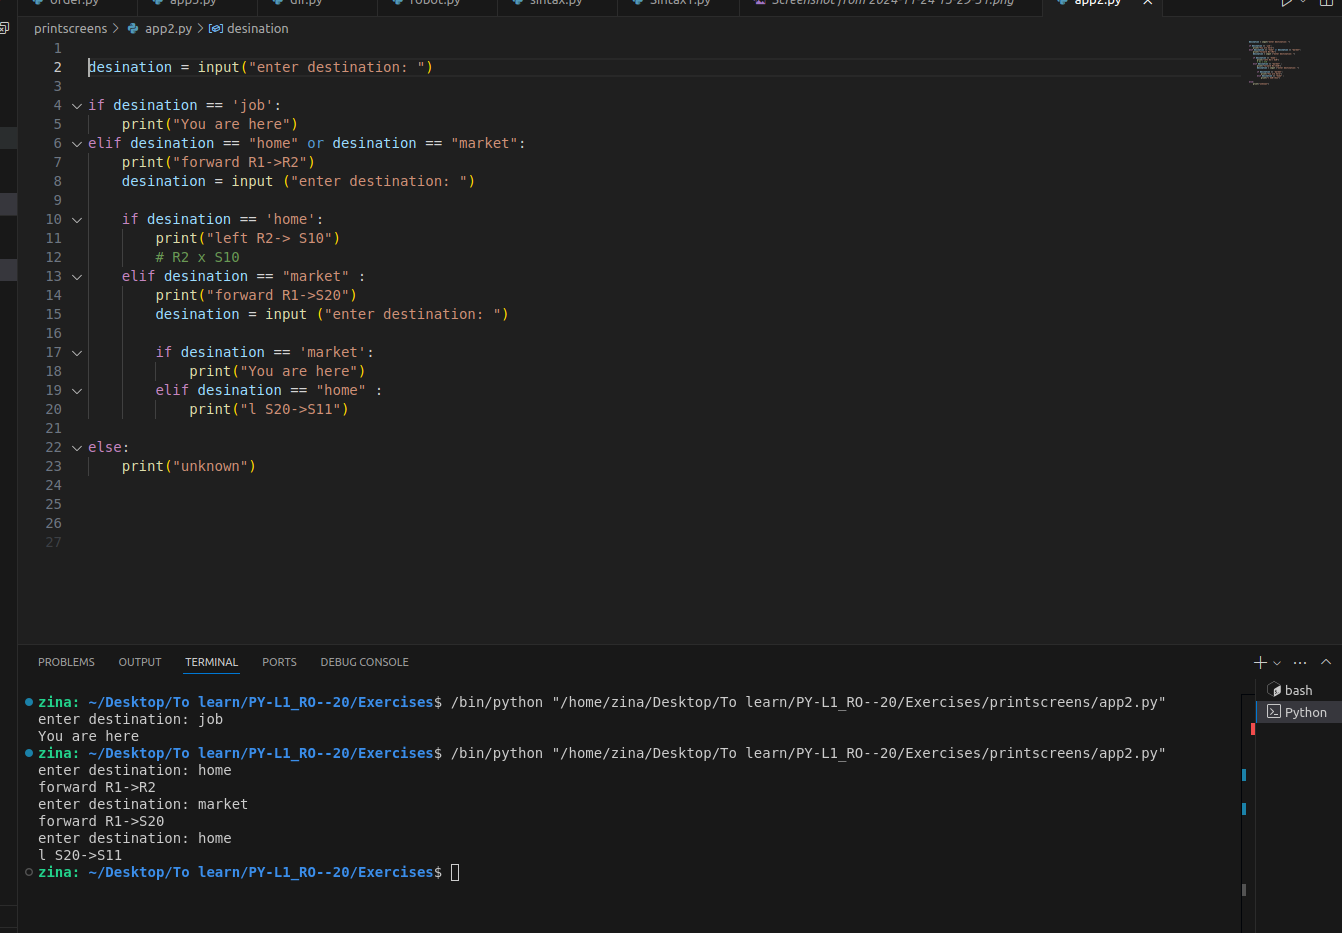 order.py app5.py dir.py robot.py sintax.py Sintax1.py Screenshot from 2024-11-24 15-29-51.png app2.py
printscreens > app2.py > desination
1
2 desination = input("enter destination: ")
3
4 if desination == 'job':
5 print("You are here")
6 elif desination == "home" or desination == "market":
7 print("forward R1->R2")
8 desination = input ("enter destination: ")
9
10 if desination == 'home':
11 print("left R2-> S10")
12 # R2 x S10
13 elif desination == "market" :
14 print("forward R1->S20")
15 desination = input ("enter destination: ")
16
17 if desination == 'market':
18 print("You are here")
19 elif desination == "home" :
20 print("l S20->S11")
21
22 else:
23 print("unknown")
24
25
26
27
PROBLEMS OUTPUT TERMINAL PORTS DEBUG CONSOLE
bash
Python
zina: ~/Desktop/To learn/PY-L1_RO--20/Exercises$ /bin/python "/home/zina/Desktop/To learn/PY-L1_RO--20/Exercises/printscreens/app2.py"
enter destination: job
You are here
zina: ~/Desktop/To learn/PY-L1_RO--20/Exercises$ /bin/python "/home/zina/Desktop/To learn/PY-L1_RO--20/Exercises/printscreens/app2.py"
enter destination: home
forward R1->R2
enter destination: market
forward R1->S20
enter destination: home
l S20->S11
zina: ~/Desktop/To learn/PY-L1_RO--20/Exercises$